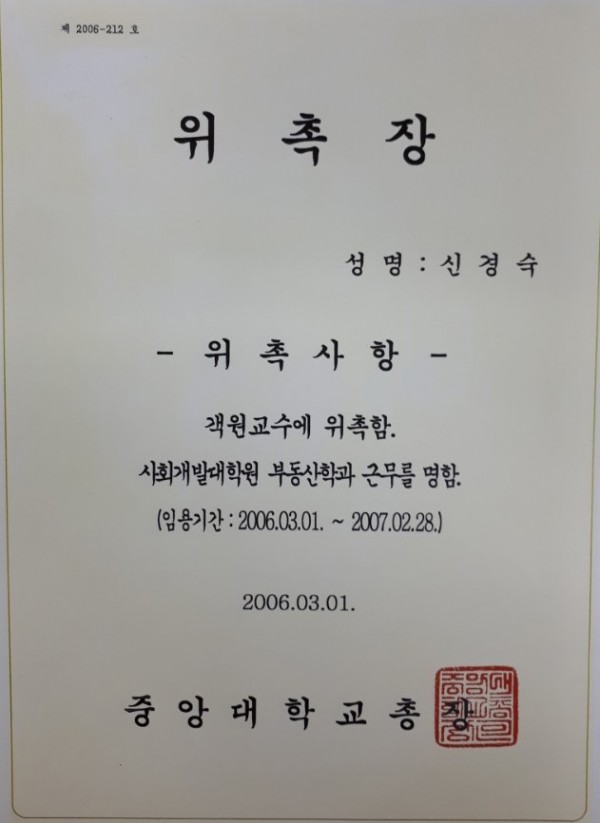 제 2006-212 호
위 촉 장
성 명 : 신 경 숙
- 위 촉 사 항 -
객원교수에 위촉함.
사회개발대학원 부동산학과 근무를 명함.
(임용기간 : 2006.03.01. ~ 2007.02.28.)
2006.03.01.
중 앙 대 학 교 총 장